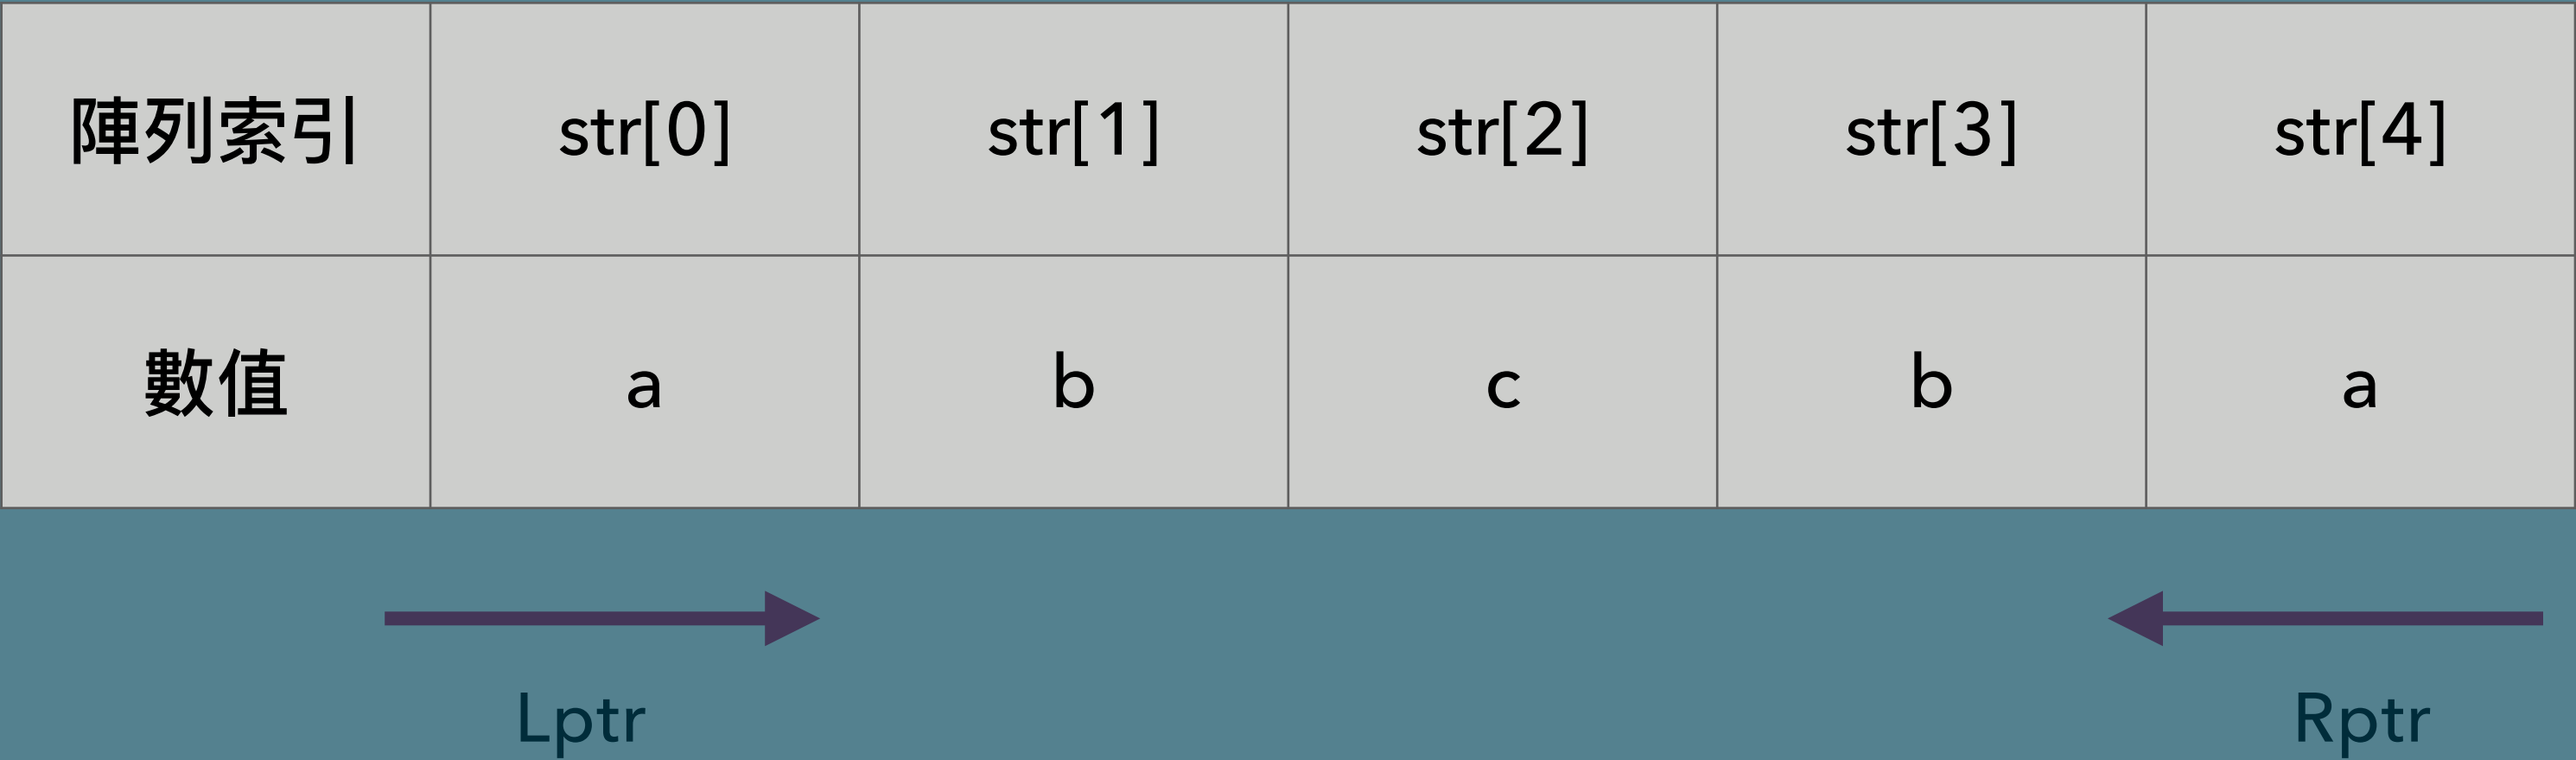 陣列索引 str[0] str[1] str[2] str[3] str[4]
數值 a b c b a
Lptr Rptr